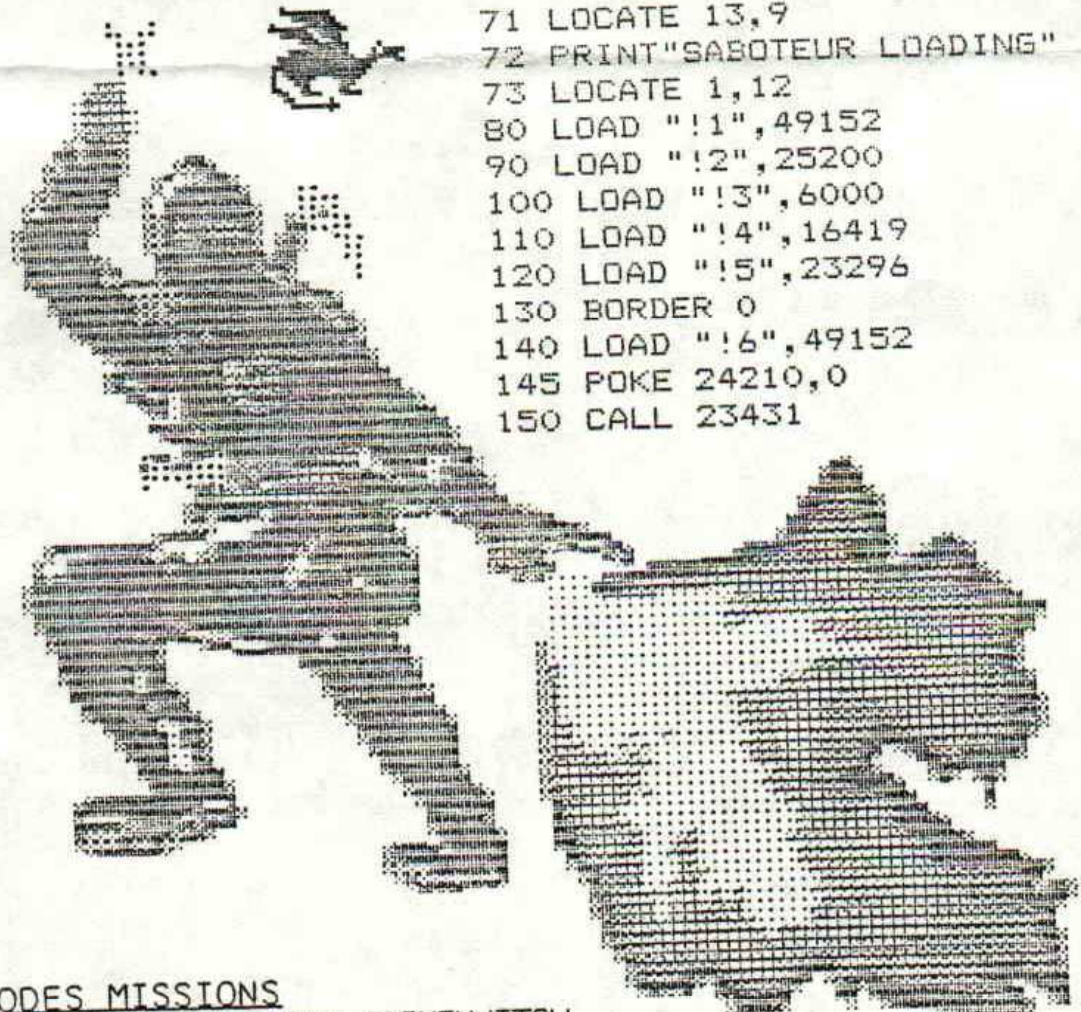 71 LOCATE 13,9
72 PRINT"SABOTEUR LOADING"
73 LOCATE 1,12
80 LOAD "!1",49152
90 LOAD "!2",25200
100 LOAD "!3",6000
110 LOAD "!4",16419
120 LOAD "!5",23296
130 BORDER 0
140 LOAD "!6",49152
145 POKE 24210,0
150 CALL 23431
ODES MISSIONS